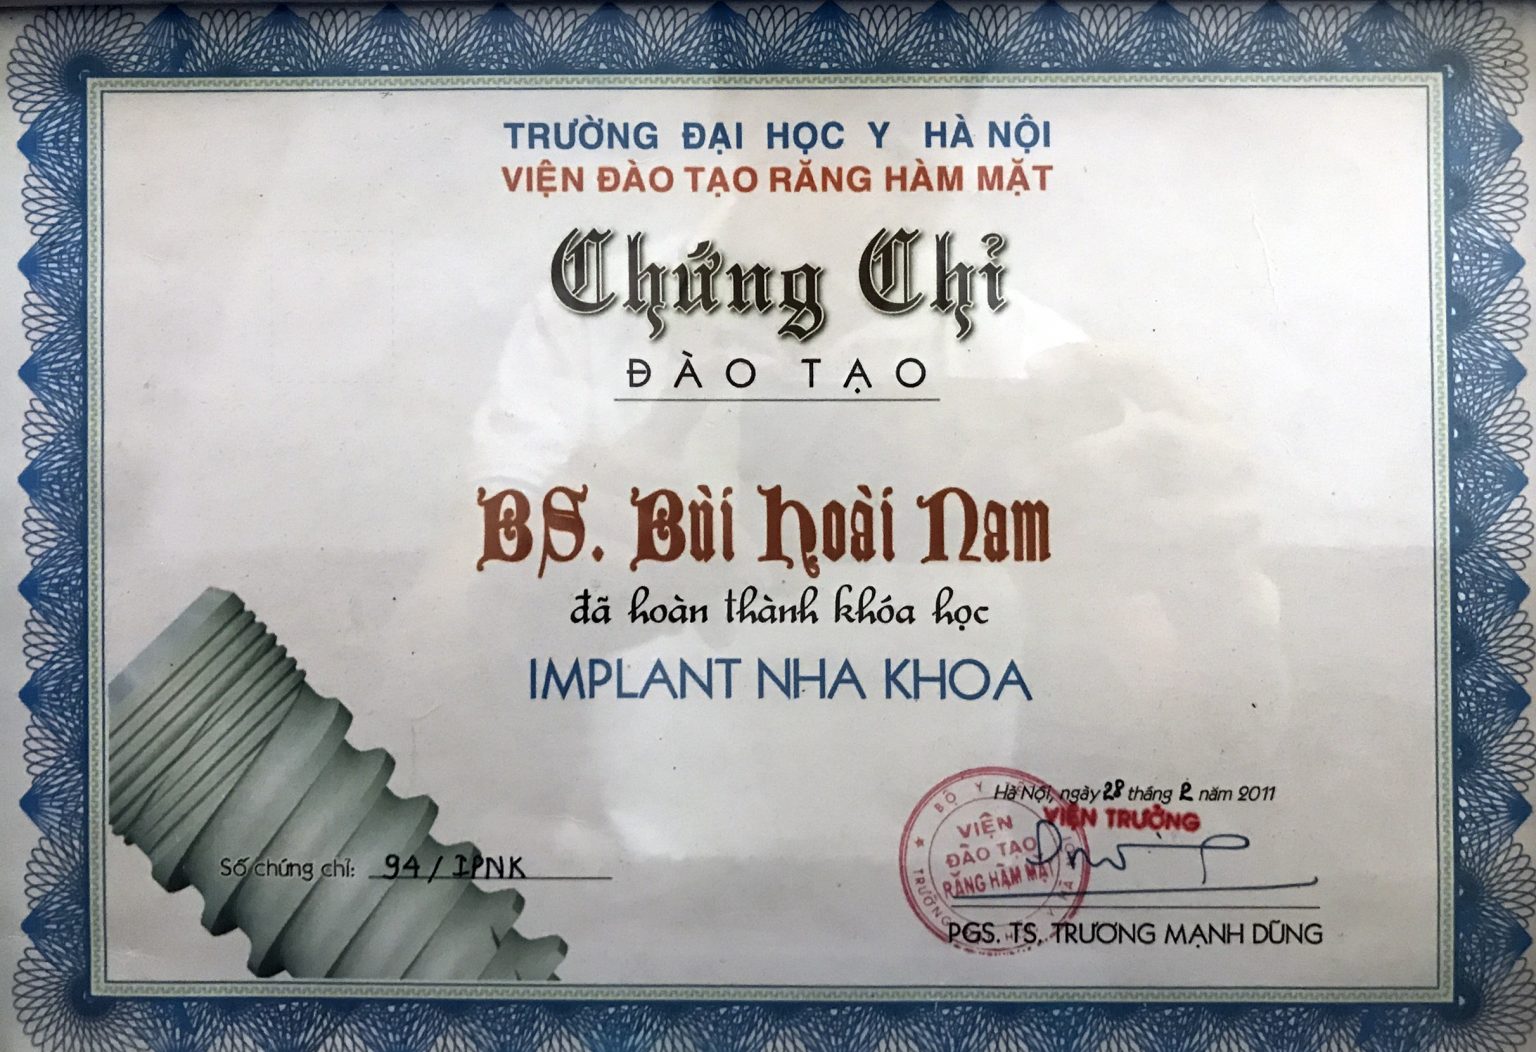 TRƯỜNG ĐẠI HỌC Y HÀ NỘI
VIỆN ĐÀO TẠO RĂNG HÀM MẶT
Chứng Chỉ
ĐÀO TẠO
BS. Bùi Hoài Nam
đã hoàn thành khóa học
IMPLANT NHA KHOA
Hà Nội, ngày 28 tháng 2 năm 2011
VIỆN TRƯỞNG
BỘ Y
VIỆN
ĐÀO TẠO
RĂNG HÀM MẶT
TRƯỜNG
Số chứng chỉ: 94 / IPNK
PGS. TS. TRƯƠNG MẠNH DŨNG